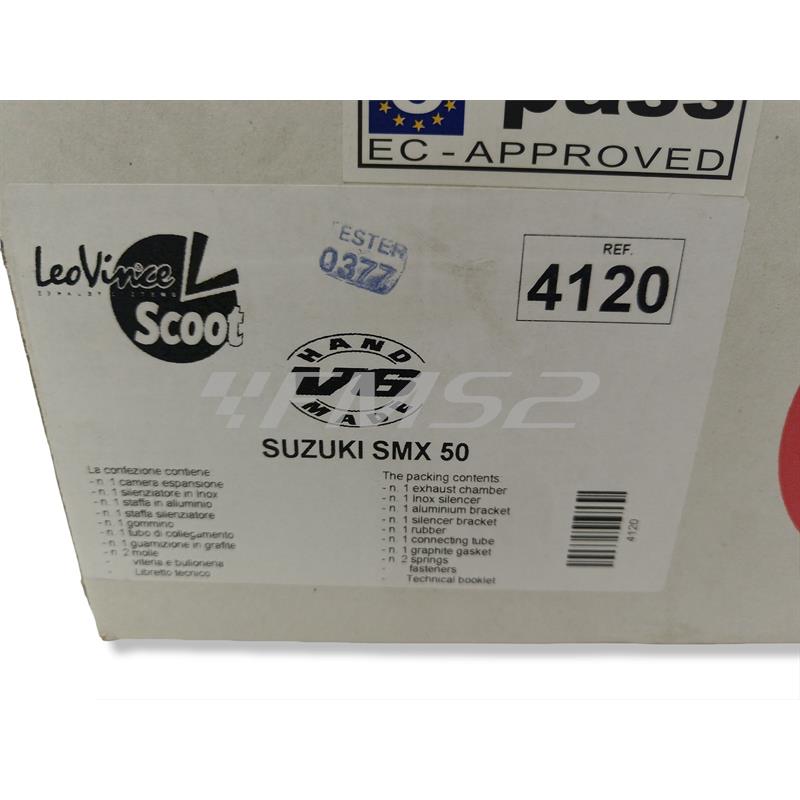 pass
EC - APPROVED
LeoVince
Scoot
TESTER
0377
REF.
4120
HAND
V6
MADE
FMS2
SUZUKI SMX 50
La confezione contiene
- n. 1 camera espansione
- n. 1 silenziatore in Inox
- n. 1 staffa in alluminio
- n. 1 staffa silenziatore
- n. 1 gommino
- n. 1 tubo di collegamento
- n. 1 guarnizione in grafite
- n. 2 molle
- viteria e bulloneria
- Libretto tecnico
The packing contents:
- n. 1 exhaust chamber
- n. 1 Inox silencer
- n. 1 aluminium bracket
- n. 1 silencer bracket
- n. 1 rubber
- n. 1 connecting tube
- n. 1 graphite gasket
- n. 2 springs
- fasteners
- Technical booklet
4120